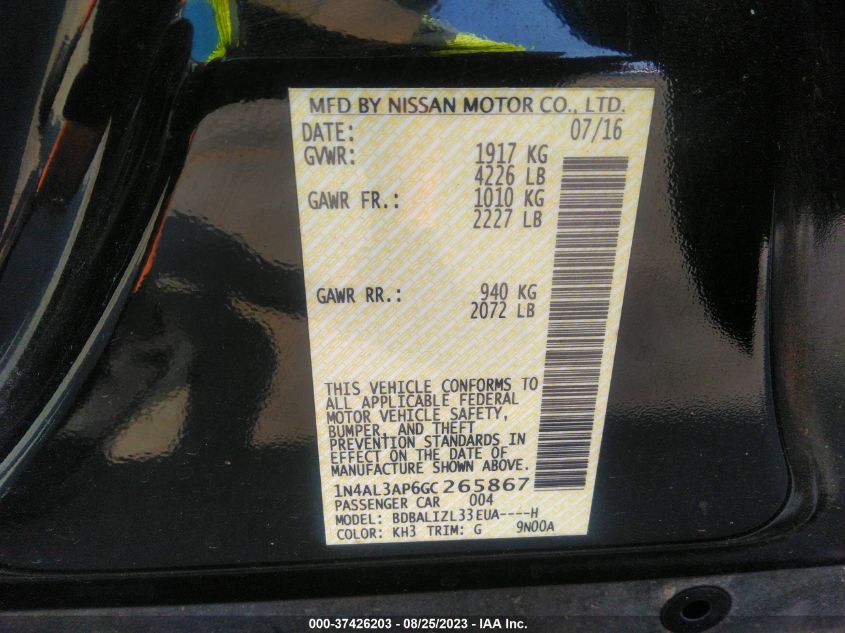 MFD BY NISSAN MOTOR CO., LTD.
DATE: 07/16
GVWR: 1917 KG
4226 LB
GAWR FR.: 1010 KG
2227 LB
GAWR RR.: 940 KG
2072 LB
THIS VEHICLE CONFORMS TO
ALL APPLICABLE FEDERAL
MOTOR VEHICLE SAFETY,
BUMPER, AND THEFT
PREVENTION STANDARDS IN
EFFECT ON THE DATE OF
MANUFACTURE SHOWN ABOVE.
1N4AL3AP6GC265867
PASSENGER CAR 004
MODEL: BDBALIZL33EUA----H
COLOR: KH3 TRIM: G 9N00A
000-37426203 - 08/25/2023 - IAA Inc.